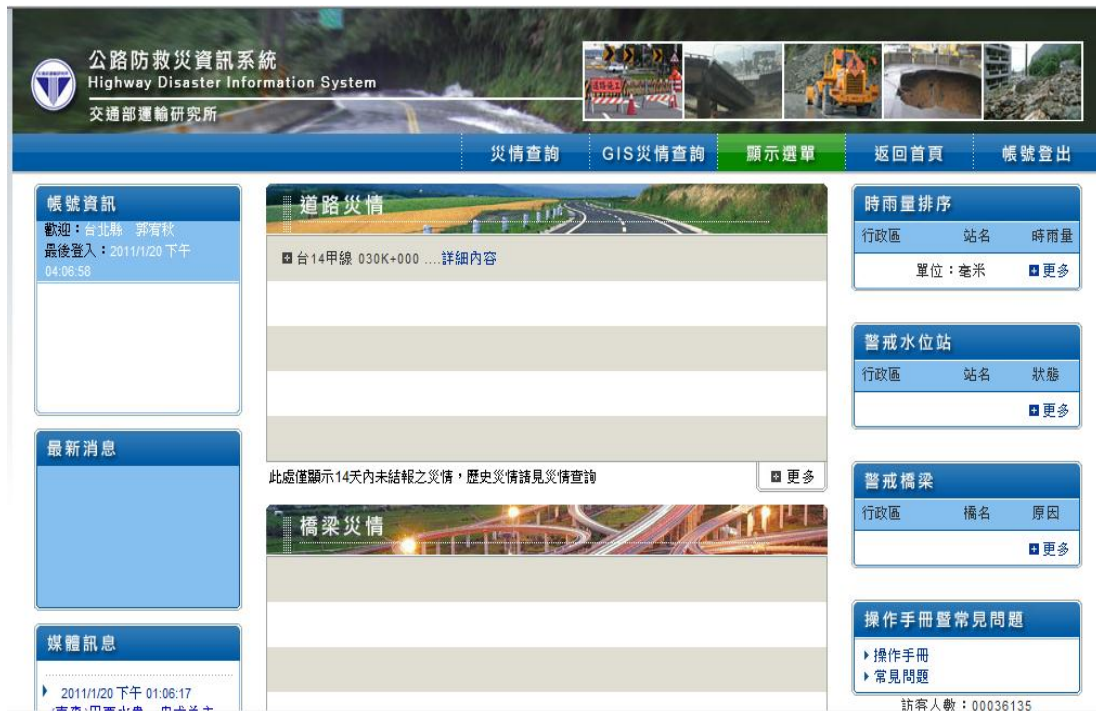 公路防救災資訊系統
Highway Disaster Information System
交通部運輸研究所
道路施工
災情查詢
GIS災情查詢
顯示選單
返回首頁
帳號登出
帳號資訊
歡迎：台北縣 郭宥秋
最後登入：2011/1/20 下午
04:06:58
最新消息
媒體訊息
2011/1/20 下午 01:06:17
道路災情
台14甲線 030K+000 ....詳細內容
此處僅顯示14天內未結報之災情，歷史災情請見災情查詢
更多
橋梁災情
時雨量排序
行政區 站名 時雨量
單位：毫米 更多
警戒水位站
行政區 站名 狀態
更多
警戒橋梁
行政區 橋名 原因
更多
操作手冊暨常見問題
操作手冊
常見問題
訪客人數：00036135